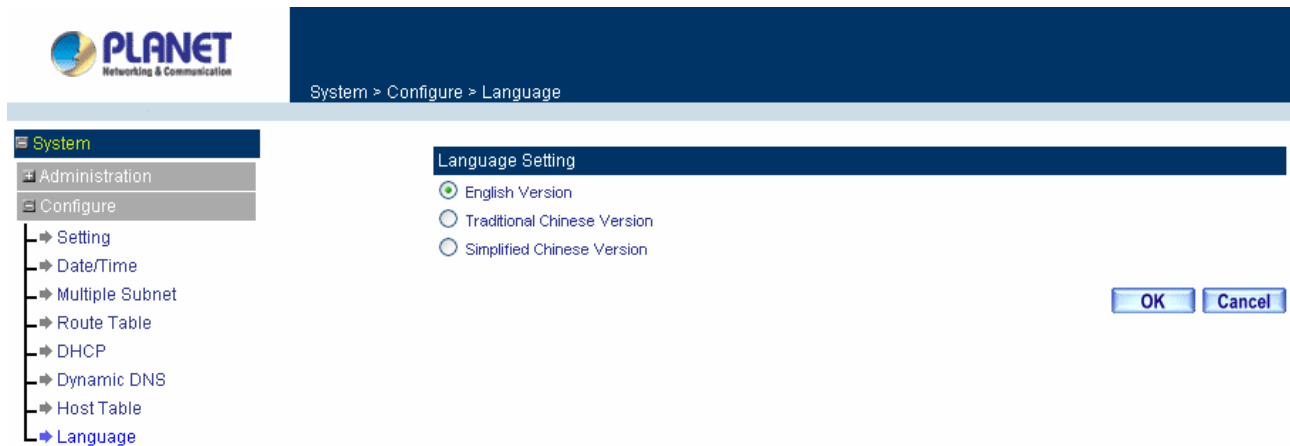 PLANET
Networking & Communication
System > Configure > Language
System
Administration
Configure
Setting
Date/Time
Multiple Subnet
Route Table
DHCP
Dynamic DNS
Host Table
Language
Language Setting
English Version
Traditional Chinese Version
Simplified Chinese Version
OK
Cancel